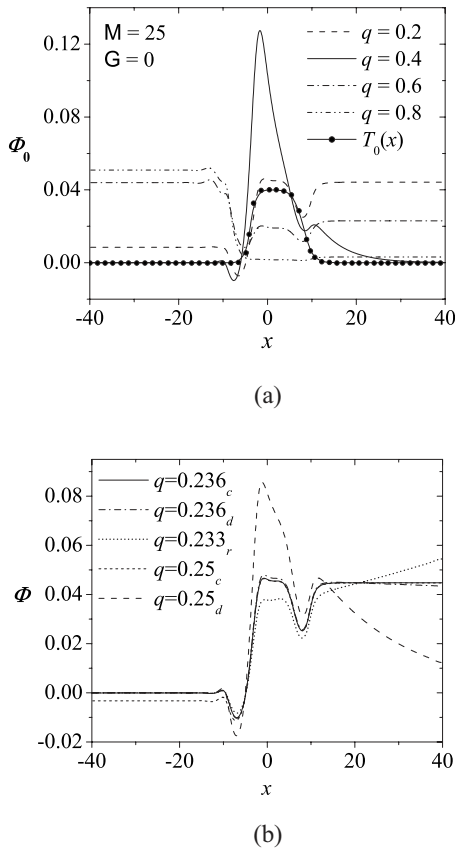 0.12
0.08
0.04
0.00
Φ₀
M = 25
G = 0
q = 0.2
q = 0.4
q = 0.6
q = 0.8
T₀(x)
-40 -20 0 20 40
x
(a)
0.08
0.06
0.04
0.02
0.00
-0.02
Φ
q=0.236c
q=0.236d
q=0.233r
q=0.25c
q=0.25d
-40 -20 0 20 40
x
(b)